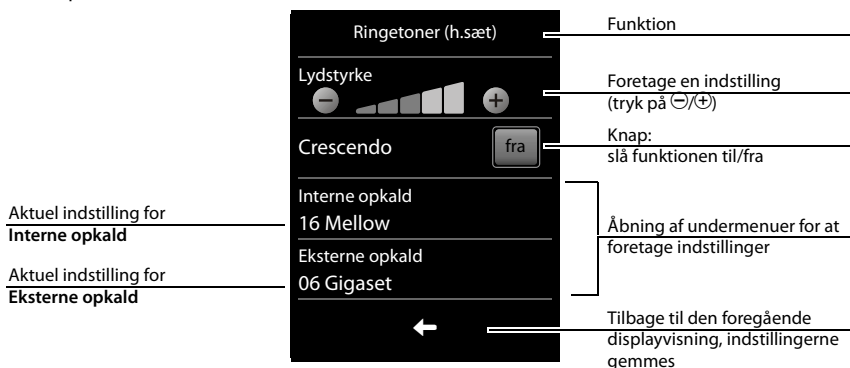 Ringetoner (h.sæt)
Lydstyrke
Crescendo
fra
Interne opkald
16 Mellow
Eksterne opkald
06 Gigaset
Aktuel indstilling for
Interne opkald
Aktuel indstilling for
Eksterne opkald
Funktion
Foretage en indstilling
(tryk på ⊖/⊕)
Knap:
slå funktionen til/fra
Åbning af undermenuer for at
foretage indstillinger
Tilbage til den foregående
displayvisning, indstillingerne
gemmes